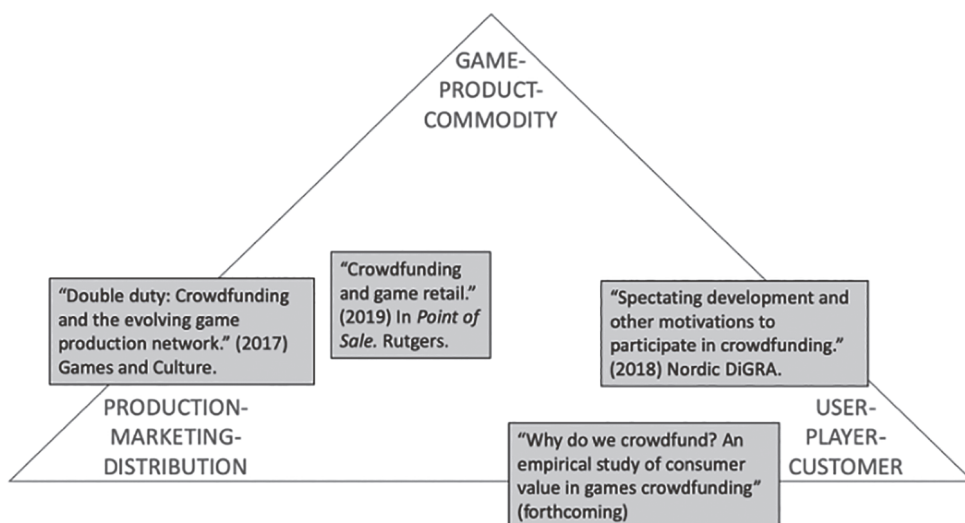 GAME-
PRODUCT-
COMMODITY
“Crowdfunding
and game retail.”
(2019) In Point of
Sale. Rutgers.
“Double duty: Crowdfunding
and the evolving game
production network.” (2017)
Games and Culture.
“Spectating development and
other motivations to
participate in crowdfunding.”
(2018) Nordic DiGRA.
PRODUCTION-
MARKETING-
DISTRIBUTION
USER-
PLAYER-
CUSTOMER
“Why do we crowdfund? An
empirical study of consumer
value in games crowdfunding”
(forthcoming)